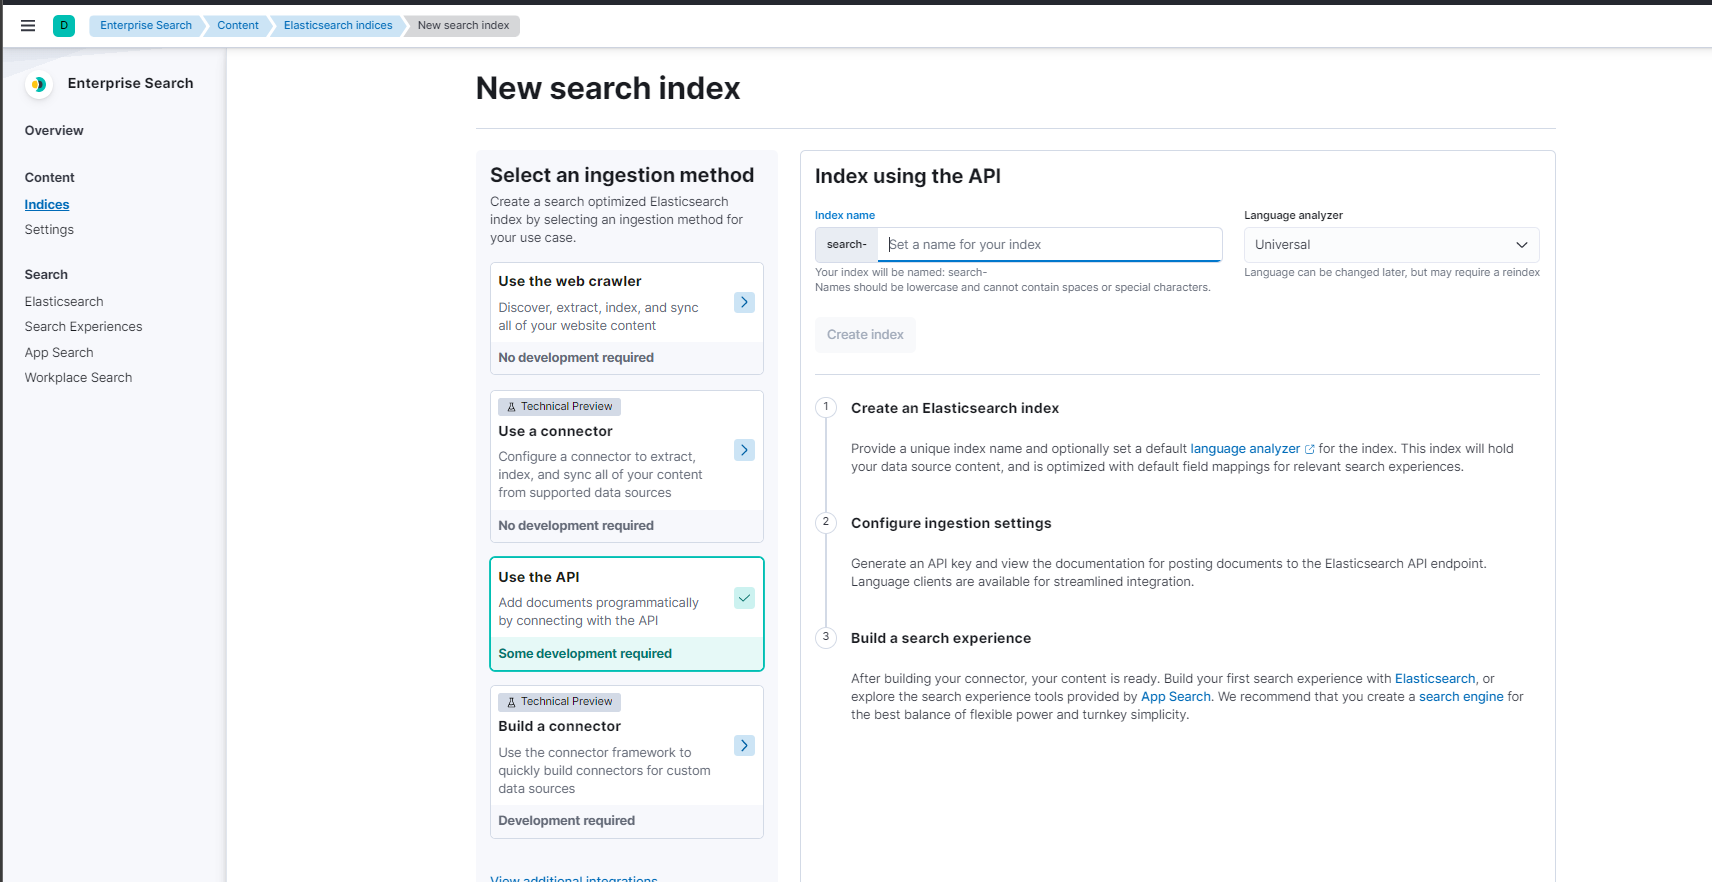 D
Enterprise Search
Content
Elasticsearch indices
New search index
Enterprise Search
Overview
Content
Indices
Settings
Search
Elasticsearch
Search Experiences
App Search
Workplace Search
New search index
Select an ingestion method
Create a search optimized Elasticsearch
index by selecting an ingestion method for
your use case.
Use the web crawler
Discover, extract, index, and sync
all of your website content
No development required
Technical Preview
Use a connector
Configure a connector to extract,
index, and sync all of your content
from supported data sources
No development required
Use the API
Add documents programmatically
by connecting with the API
Some development required
Technical Preview
Build a connector
Use the connector framework to
quickly build connectors for custom
data sources
Development required
View additional integrations
Index using the API
Index name
search-
Set a name for your index
Your index will be named: search-
Names should be lowercase and cannot contain spaces or special characters.
Language analyzer
Universal
Language can be changed later, but may require a reindex
Create index
1
Create an Elasticsearch index
Provide a unique index name and optionally set a default language analyzer for the index. This index will hold
your data source content, and is optimized with default field mappings for relevant search experiences.
2
Configure ingestion settings
Generate an API key and view the documentation for posting documents to the Elasticsearch API endpoint.
Language clients are available for streamlined integration.
3
Build a search experience
After building your connector, your content is ready. Build your first search experience with Elasticsearch, or
explore the search experience tools provided by App Search. We recommend that you create a search engine for
the best balance of flexible power and turnkey simplicity.